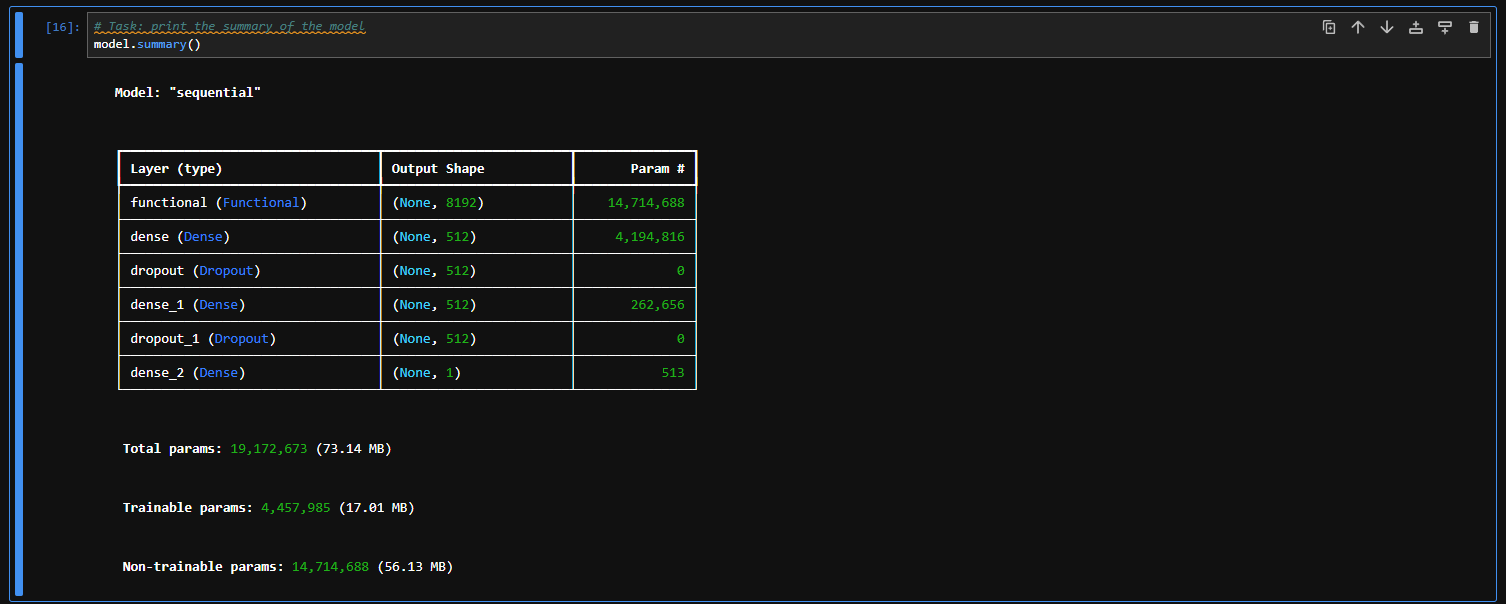 [16]: # Task: print the summary of the model
model.summary()
Model: "sequential"
Layer (type) Output Shape Param #
functional (Functional) (None, 8192) 14,714,688
dense (Dense) (None, 512) 4,194,816
dropout (Dropout) (None, 512) 0
dense_1 (Dense) (None, 512) 262,656
dropout_1 (Dropout) (None, 512) 0
dense_2 (Dense) (None, 1) 513
Total params: 19,172,673 (73.14 MB)
Trainable params: 4,457,985 (17.01 MB)
Non-trainable params: 14,714,688 (56.13 MB)